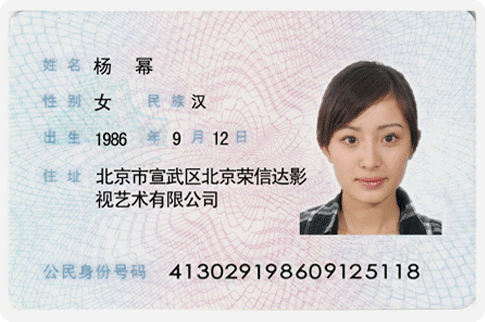 姓名 杨 幂
性别 女 民族 汉
出生 1986 年 9 月 12 日
住址 北京市宣武区北京荣信达影
视艺术有限公司
公民身份号码 413029198609125118